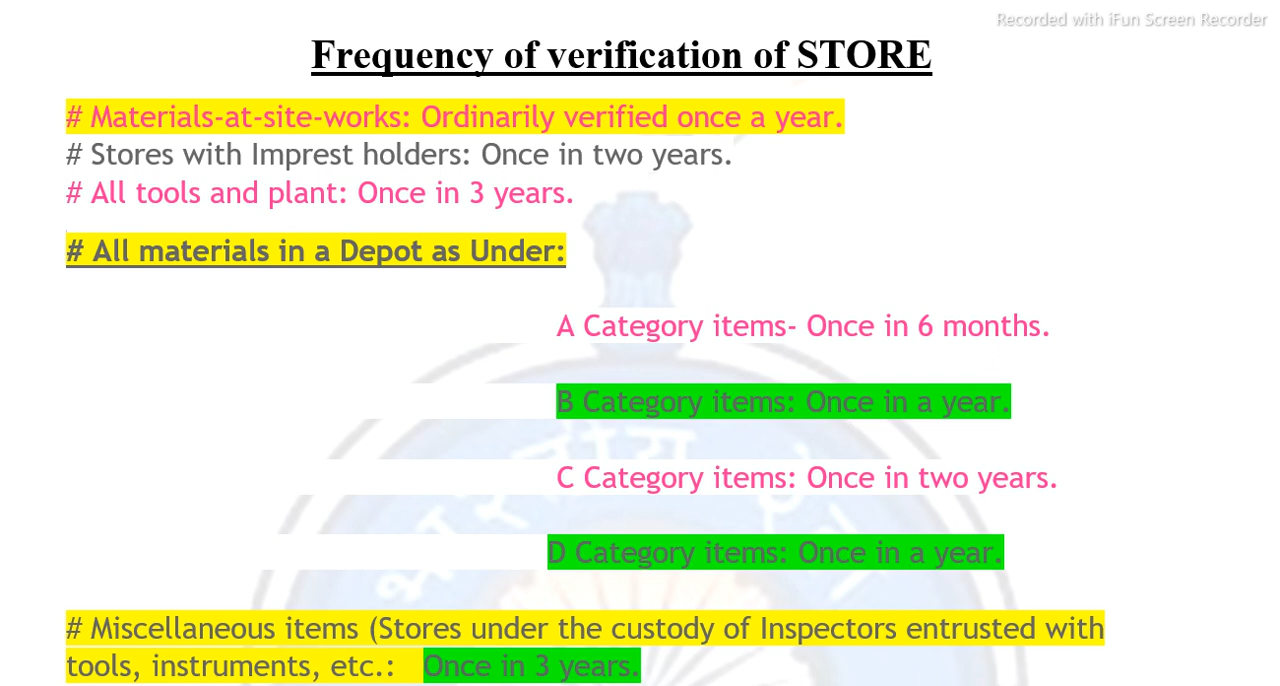 Recorded with iFun Screen Recorder
Frequency of verification of STORE
# Materials-at-site-works: Ordinarily verified once a year.
# Stores with Imprest holders: Once in two years.
# All tools and plant: Once in 3 years.
# All materials in a Depot as Under:
A Category items- Once in 6 months.
B Category items: Once in a year.
C Category items: Once in two years.
D Category items: Once in a year.
# Miscellaneous items (Stores under the custody of Inspectors entrusted with
tools, instruments, etc.: Once in 3 years.